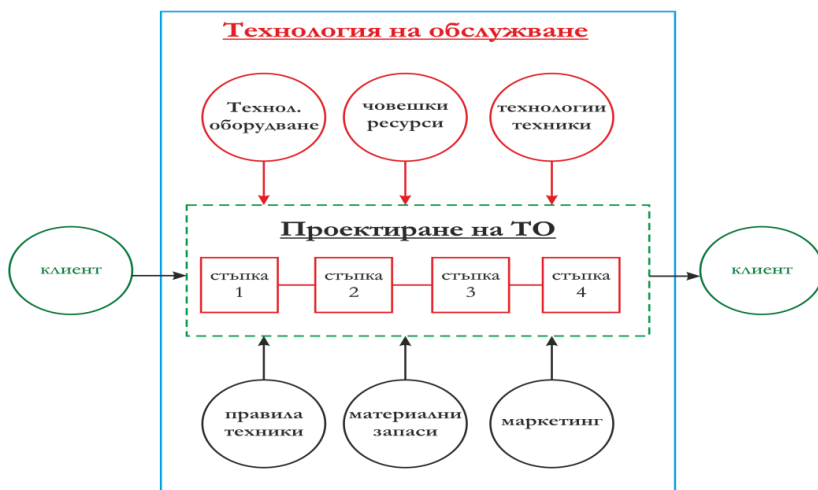 Технология на обслужване
Технол.
оборудване
човешки
ресурси
технологии
техники
Проектиране на ТО
клиент
стъпка
1
стъпка
2
стъпка
3
стъпка
4
клиент
правила
техники
материални
запаси
маркетинг